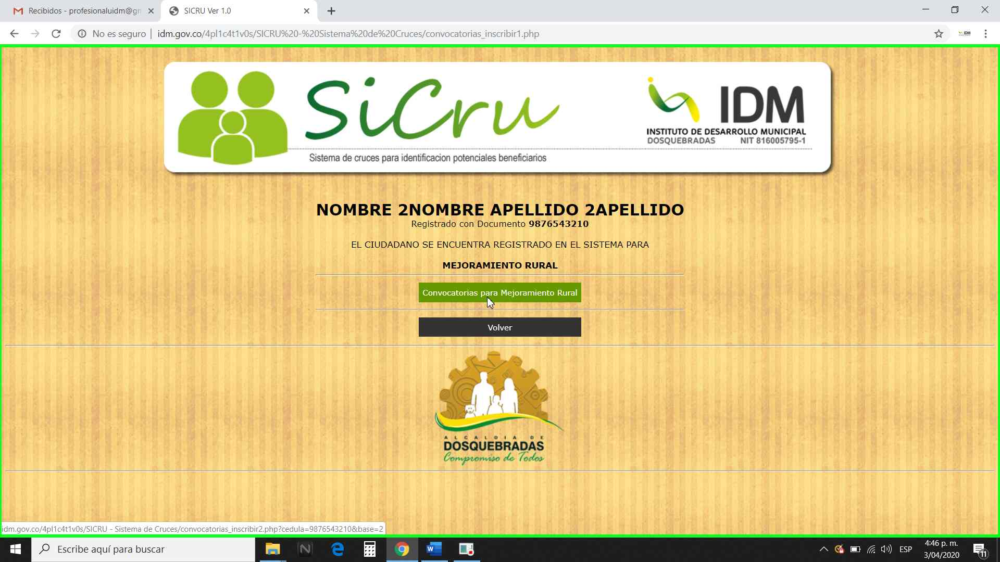 Recibidos - profesionaluidm@gm
SICRU Ver 1.0
No es seguro | idm.gov.co/4pl1c4t1v0s/SICRU%20-%20Sistema%20de%20Cruces/convocatorias_inscribir1.php
IDM
SiCru
Sistema de cruces para identificacion potenciales beneficiarios
IDM
INSTITUTO DE DESARROLLO MUNICIPAL
DOSQUEBRADAS NIT 816005795-1
NOMBRE 2NOMBRE APELLIDO 2APELLIDO
Registrado con Documento 9876543210
EL CIUDADANO SE ENCUENTRA REGISTRADO EN EL SISTEMA PARA
MEJORAMIENTO RURAL
Convocatorias para Mejoramiento Rural
Volver
ALCALDIA DE
DOSQUEBRADAS
Compromiso de Todos
idm.gov.co/4pl1c4t1v0s/SICRU - Sistema de Cruces/convocatorias_inscribir2.php?cedula=9876543210&base=2
Escribe aquí para buscar
N
W
ESP
4:46 p. m.
3/04/2020
11